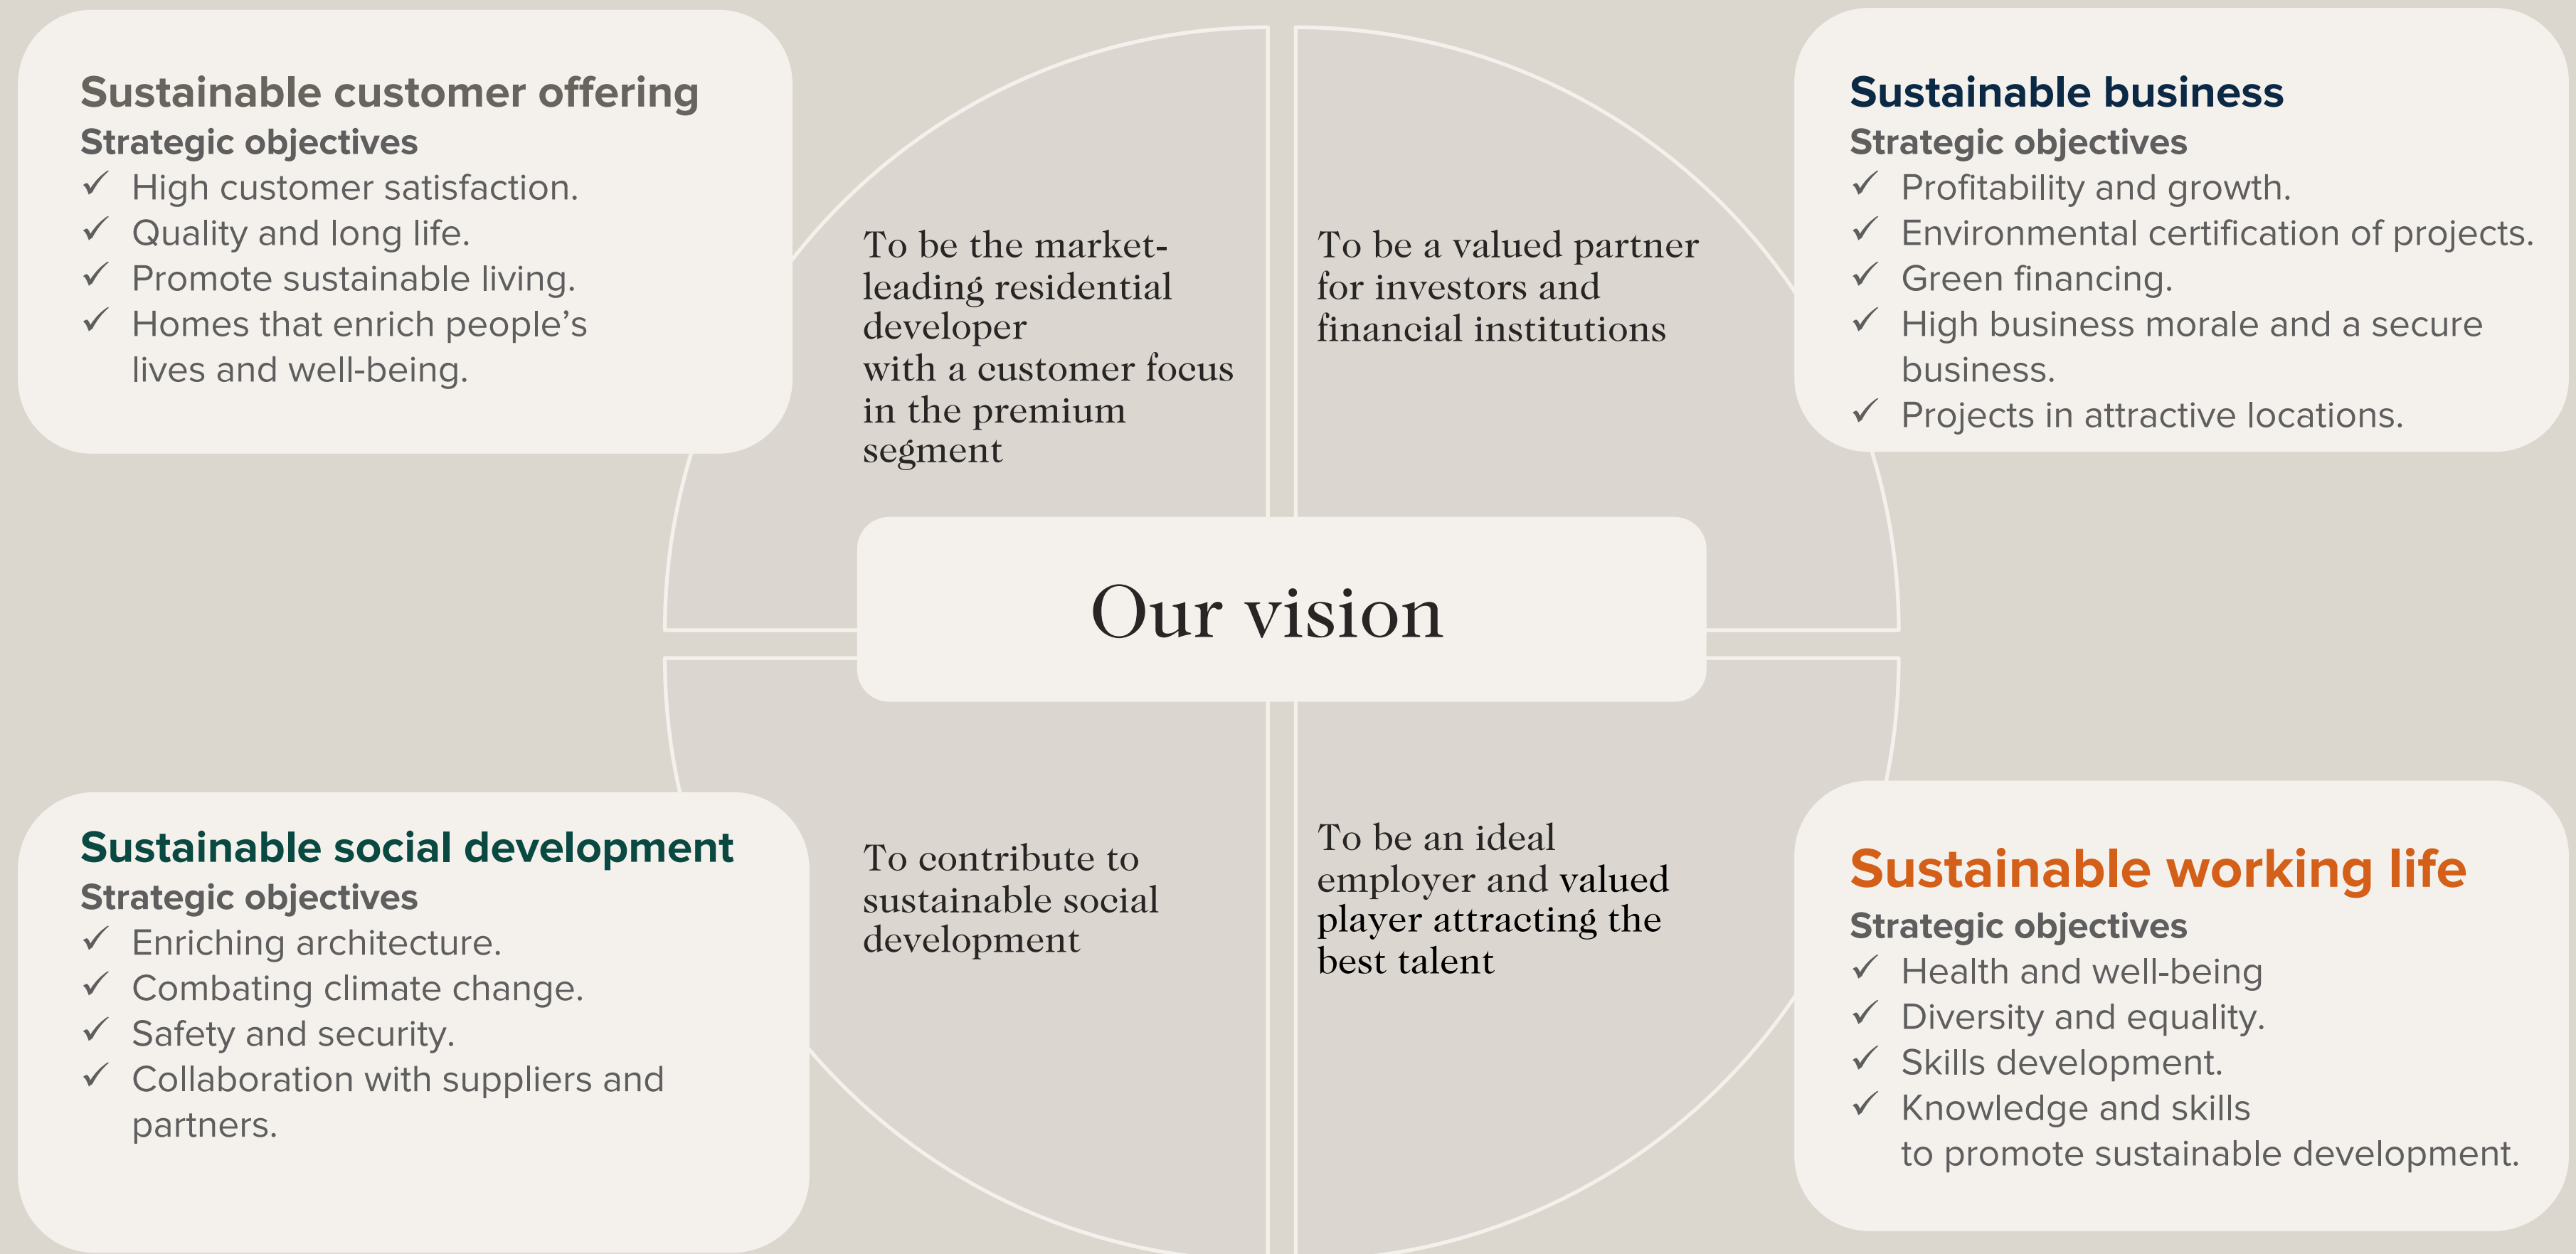 Sustainable customer offering
Strategic objectives
✓ High customer satisfaction.
✓ Quality and long life.
✓ Promote sustainable living.
✓ Homes that enrich people’s
lives and well-being.
To be the market-
leading residential
developer
with a customer focus
in the premium
segment
To be a valued partner
for investors and
financial institutions
Sustainable business
Strategic objectives
✓ Profitability and growth.
✓ Environmental certification of projects.
✓ Green financing.
✓ High business morale and a secure
business.
✓ Projects in attractive locations.
Our vision
Sustainable social development
Strategic objectives
✓ Enriching architecture.
✓ Combating climate change.
✓ Safety and security.
✓ Collaboration with suppliers and
partners.
To contribute to
sustainable social
development
To be an ideal
employer and valued
player attracting the
best talent
Sustainable working life
Strategic objectives
✓ Health and well-being
✓ Diversity and equality.
✓ Skills development.
✓ Knowledge and skills
to promote sustainable development.